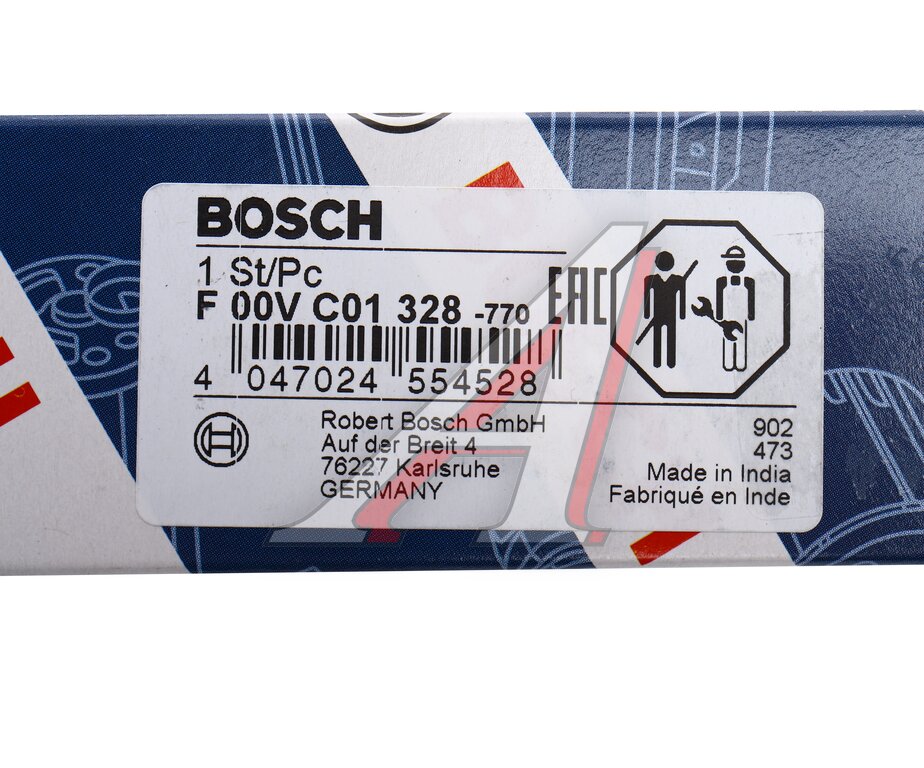 BOSCH
1 St/Pc
F 00V C01 328 -770
EAC
4 047024 554528
Robert Bosch GmbH
Auf der Breit 4
76227 Karlsruhe
GERMANY
902
473
Made in India
Fabriqué en Inde